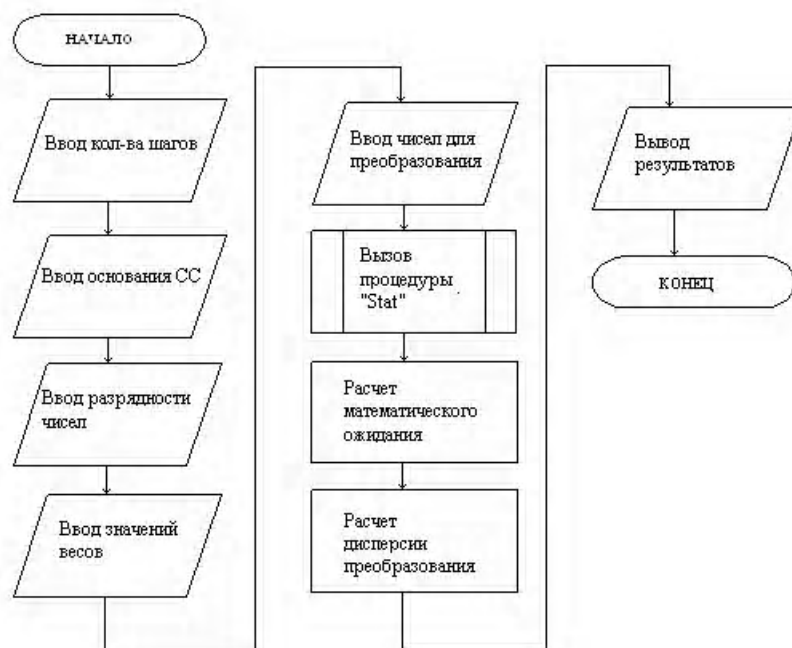 НАЧАЛО
Ввод кол-ва шагов
Ввод основания СС
Ввод разрядности
чисел
Ввод значений
весов
Ввод чисел для
преобразования
Вызов
процедуры
"Stat"
Расчет
математического
ожидания
Расчет
дисперсии
преобразования
Вывод
результатов
КОНЕЦ